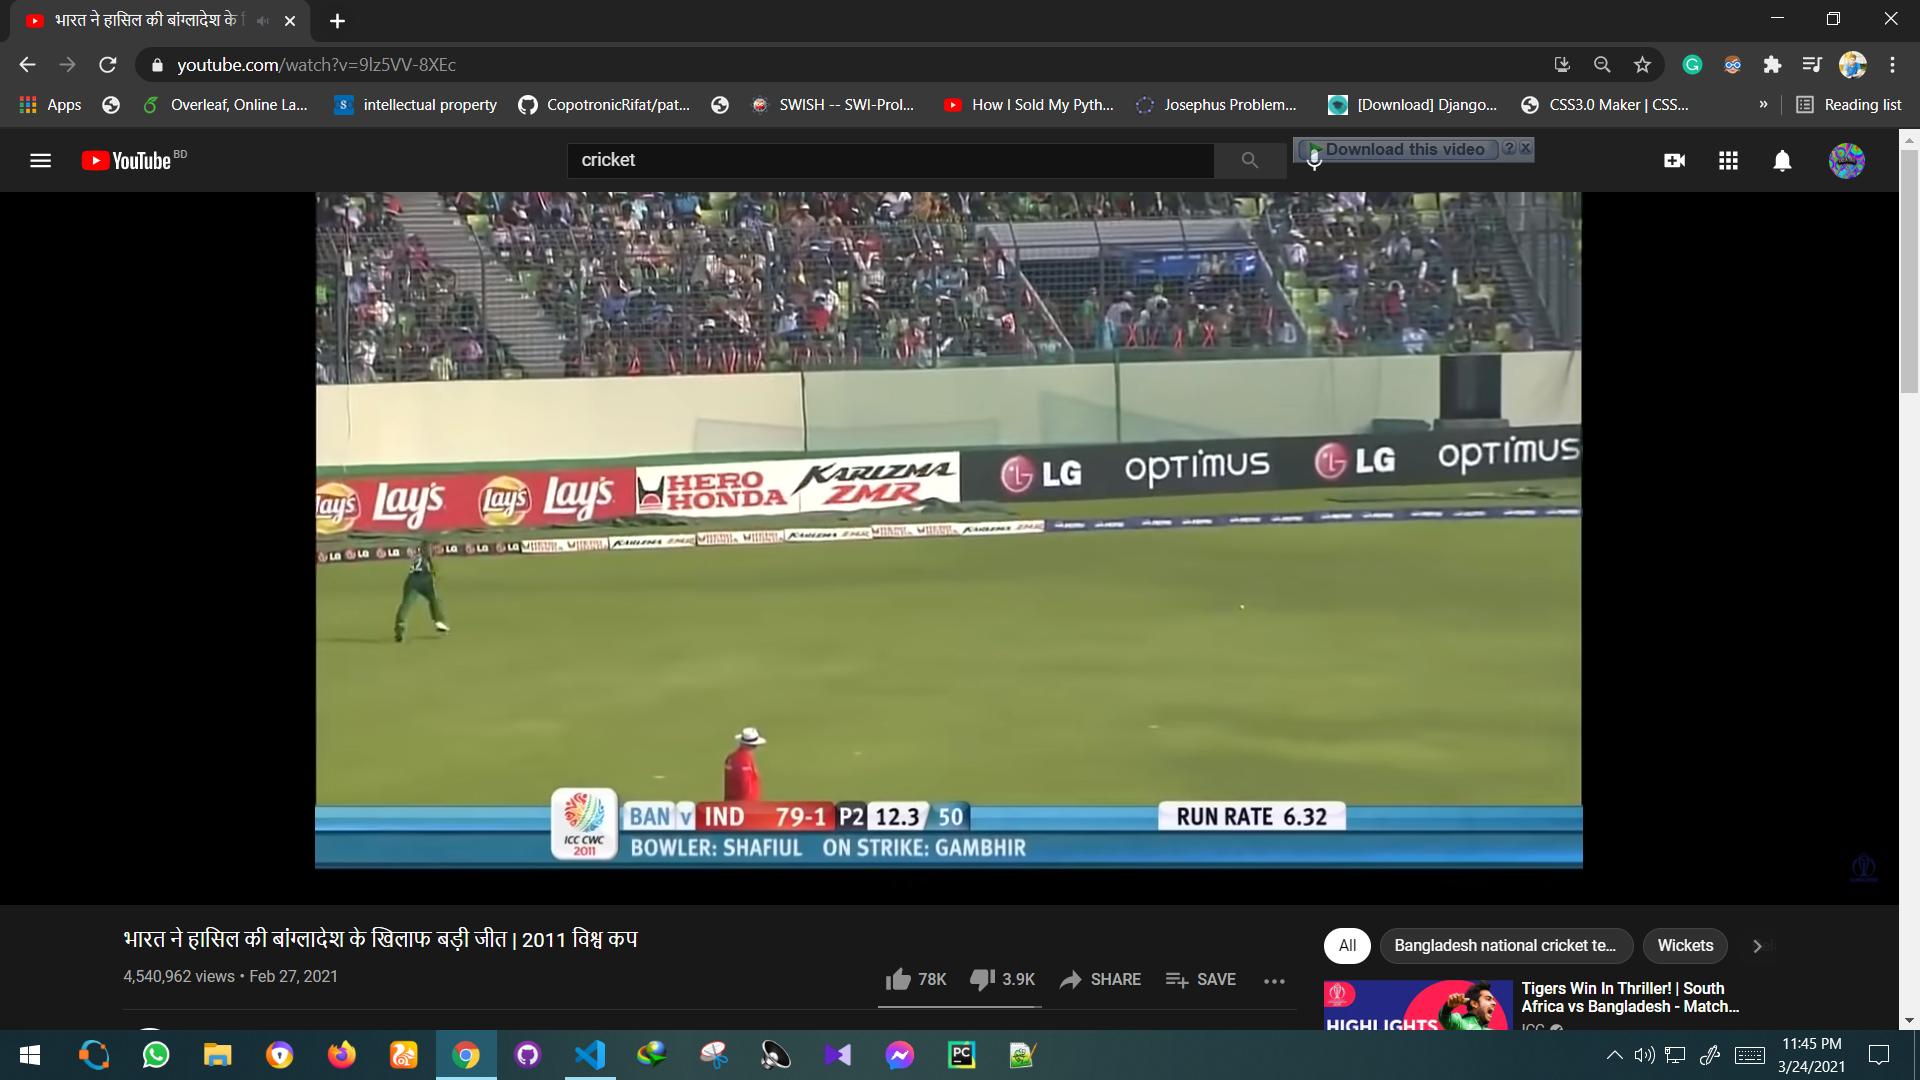 भारत ने हासिल की बांग्लादेश के
youtube.com/watch?v=9lz5VV-8XEc
Apps
Overleaf, Online La...
intellectual property
CopotronicRifat/pat...
SWISH -- SWI-Prol...
How I Sold My Pyth...
Josephus Problem...
[Download] Django...
CSS3.0 Maker | CSS...
»
Reading list
YouTube BD
cricket
Download this video
Lay's Lay's Lay's Lay's HERO HONDA KARIZMA ZMR LG OPTIMUS LG OPTIMUS
BAN v IND 79-1 P2 12.3 50 RUN RATE 6.32
ICC CWC 2011
BOWLER: SHAFIUL ON STRIKE: GAMBHIR
भारत ने हासिल की बांग्लादेश के खिलाफ बड़ी जीत | 2011 विश्व कप
4,540,962 views • Feb 27, 2021
78K 3.9K SHARE SAVE
All Bangladesh national cricket te... Wickets
Tigers Win In Thriller! | South
Africa vs Bangladesh - Match...
ICC
HIGHLIGHTS
11:45 PM
3/24/2021